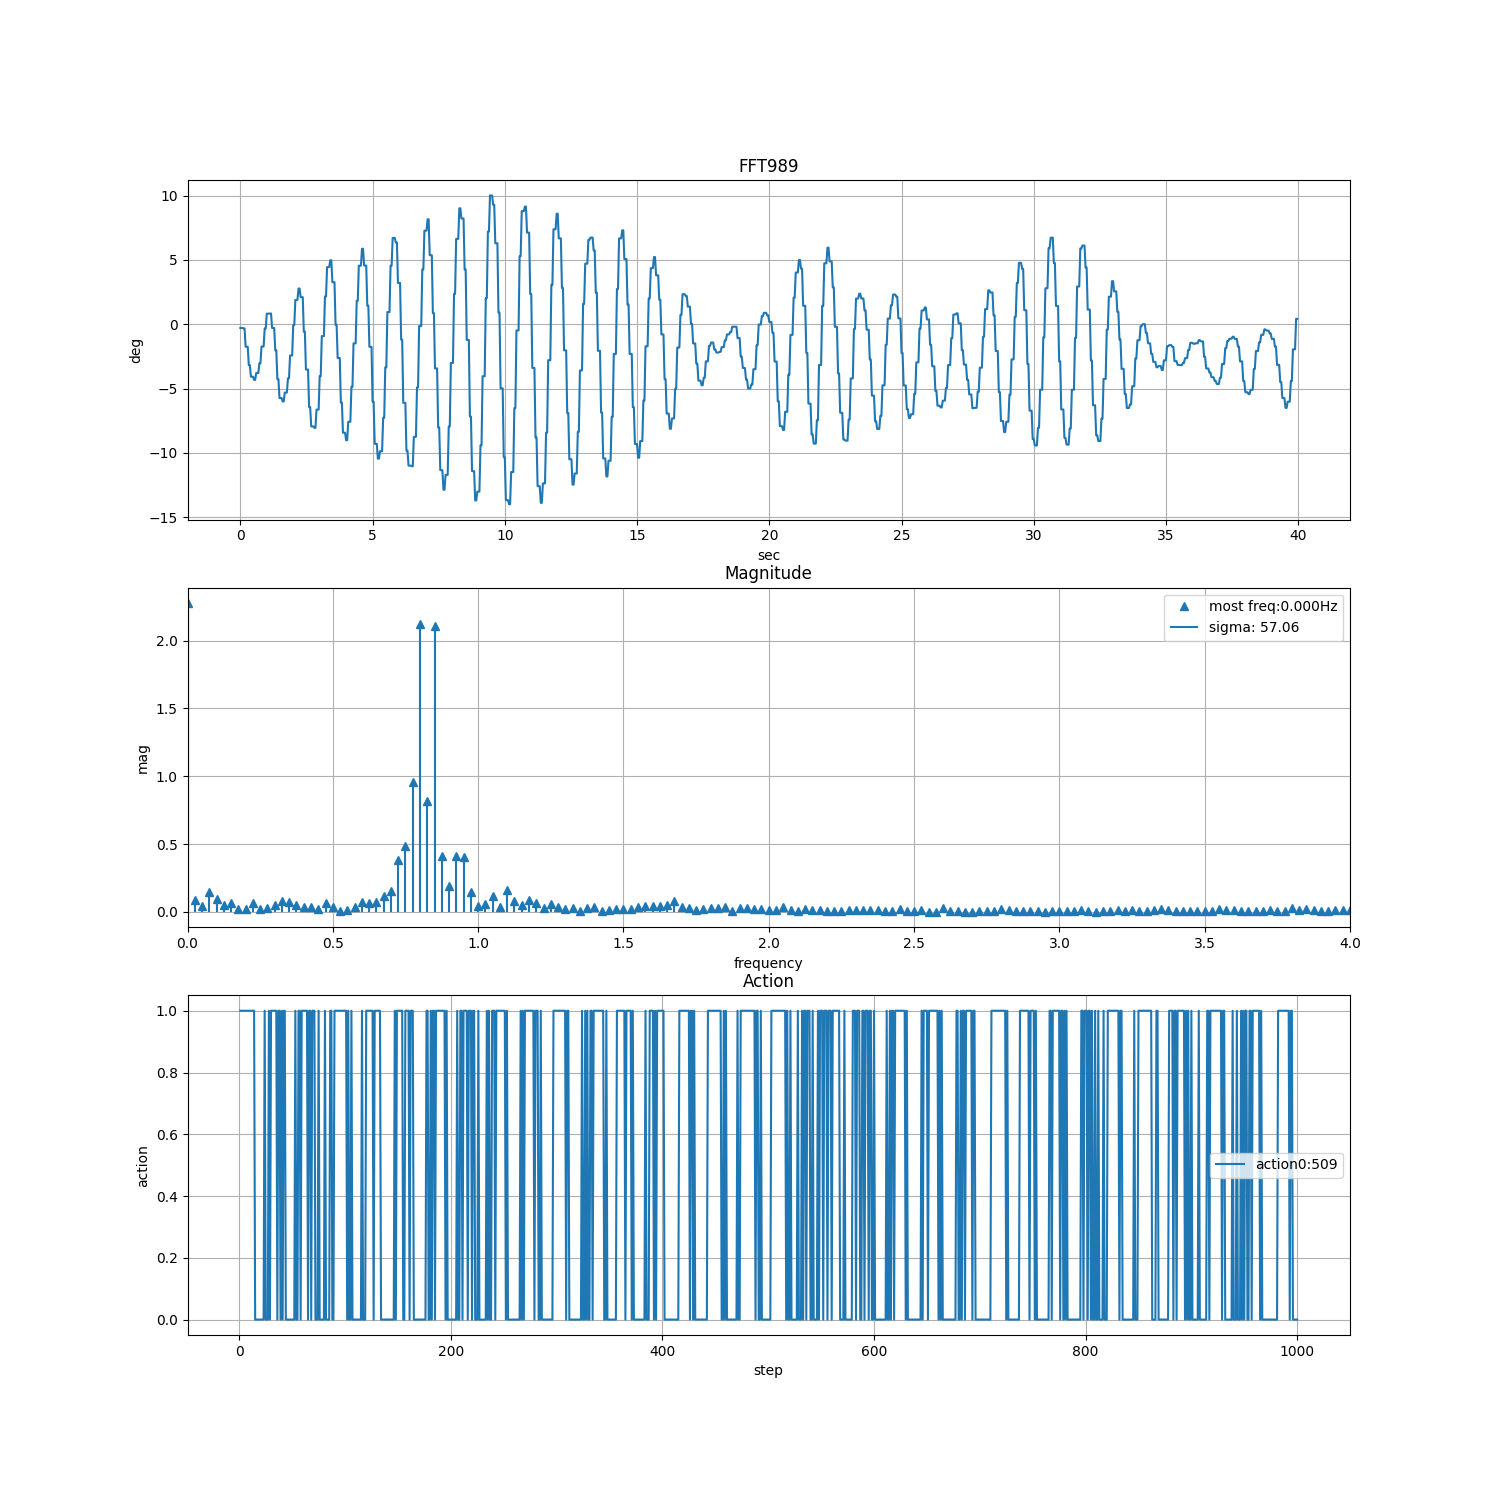 FFT989
10
5
0
−5
−10
−15
deg
0 5 10 15 20 25 30 35 40
sec
Magnitude
most freq:0.000Hz
sigma: 57.06
2.0
1.5
1.0
0.5
0.0
mag
0.0 0.5 1.0 1.5 2.0 2.5 3.0 3.5 4.0
frequency
Action
1.0
0.8
0.6
0.4
0.2
0.0
action
action0:509
0 200 400 600 800 1000
step